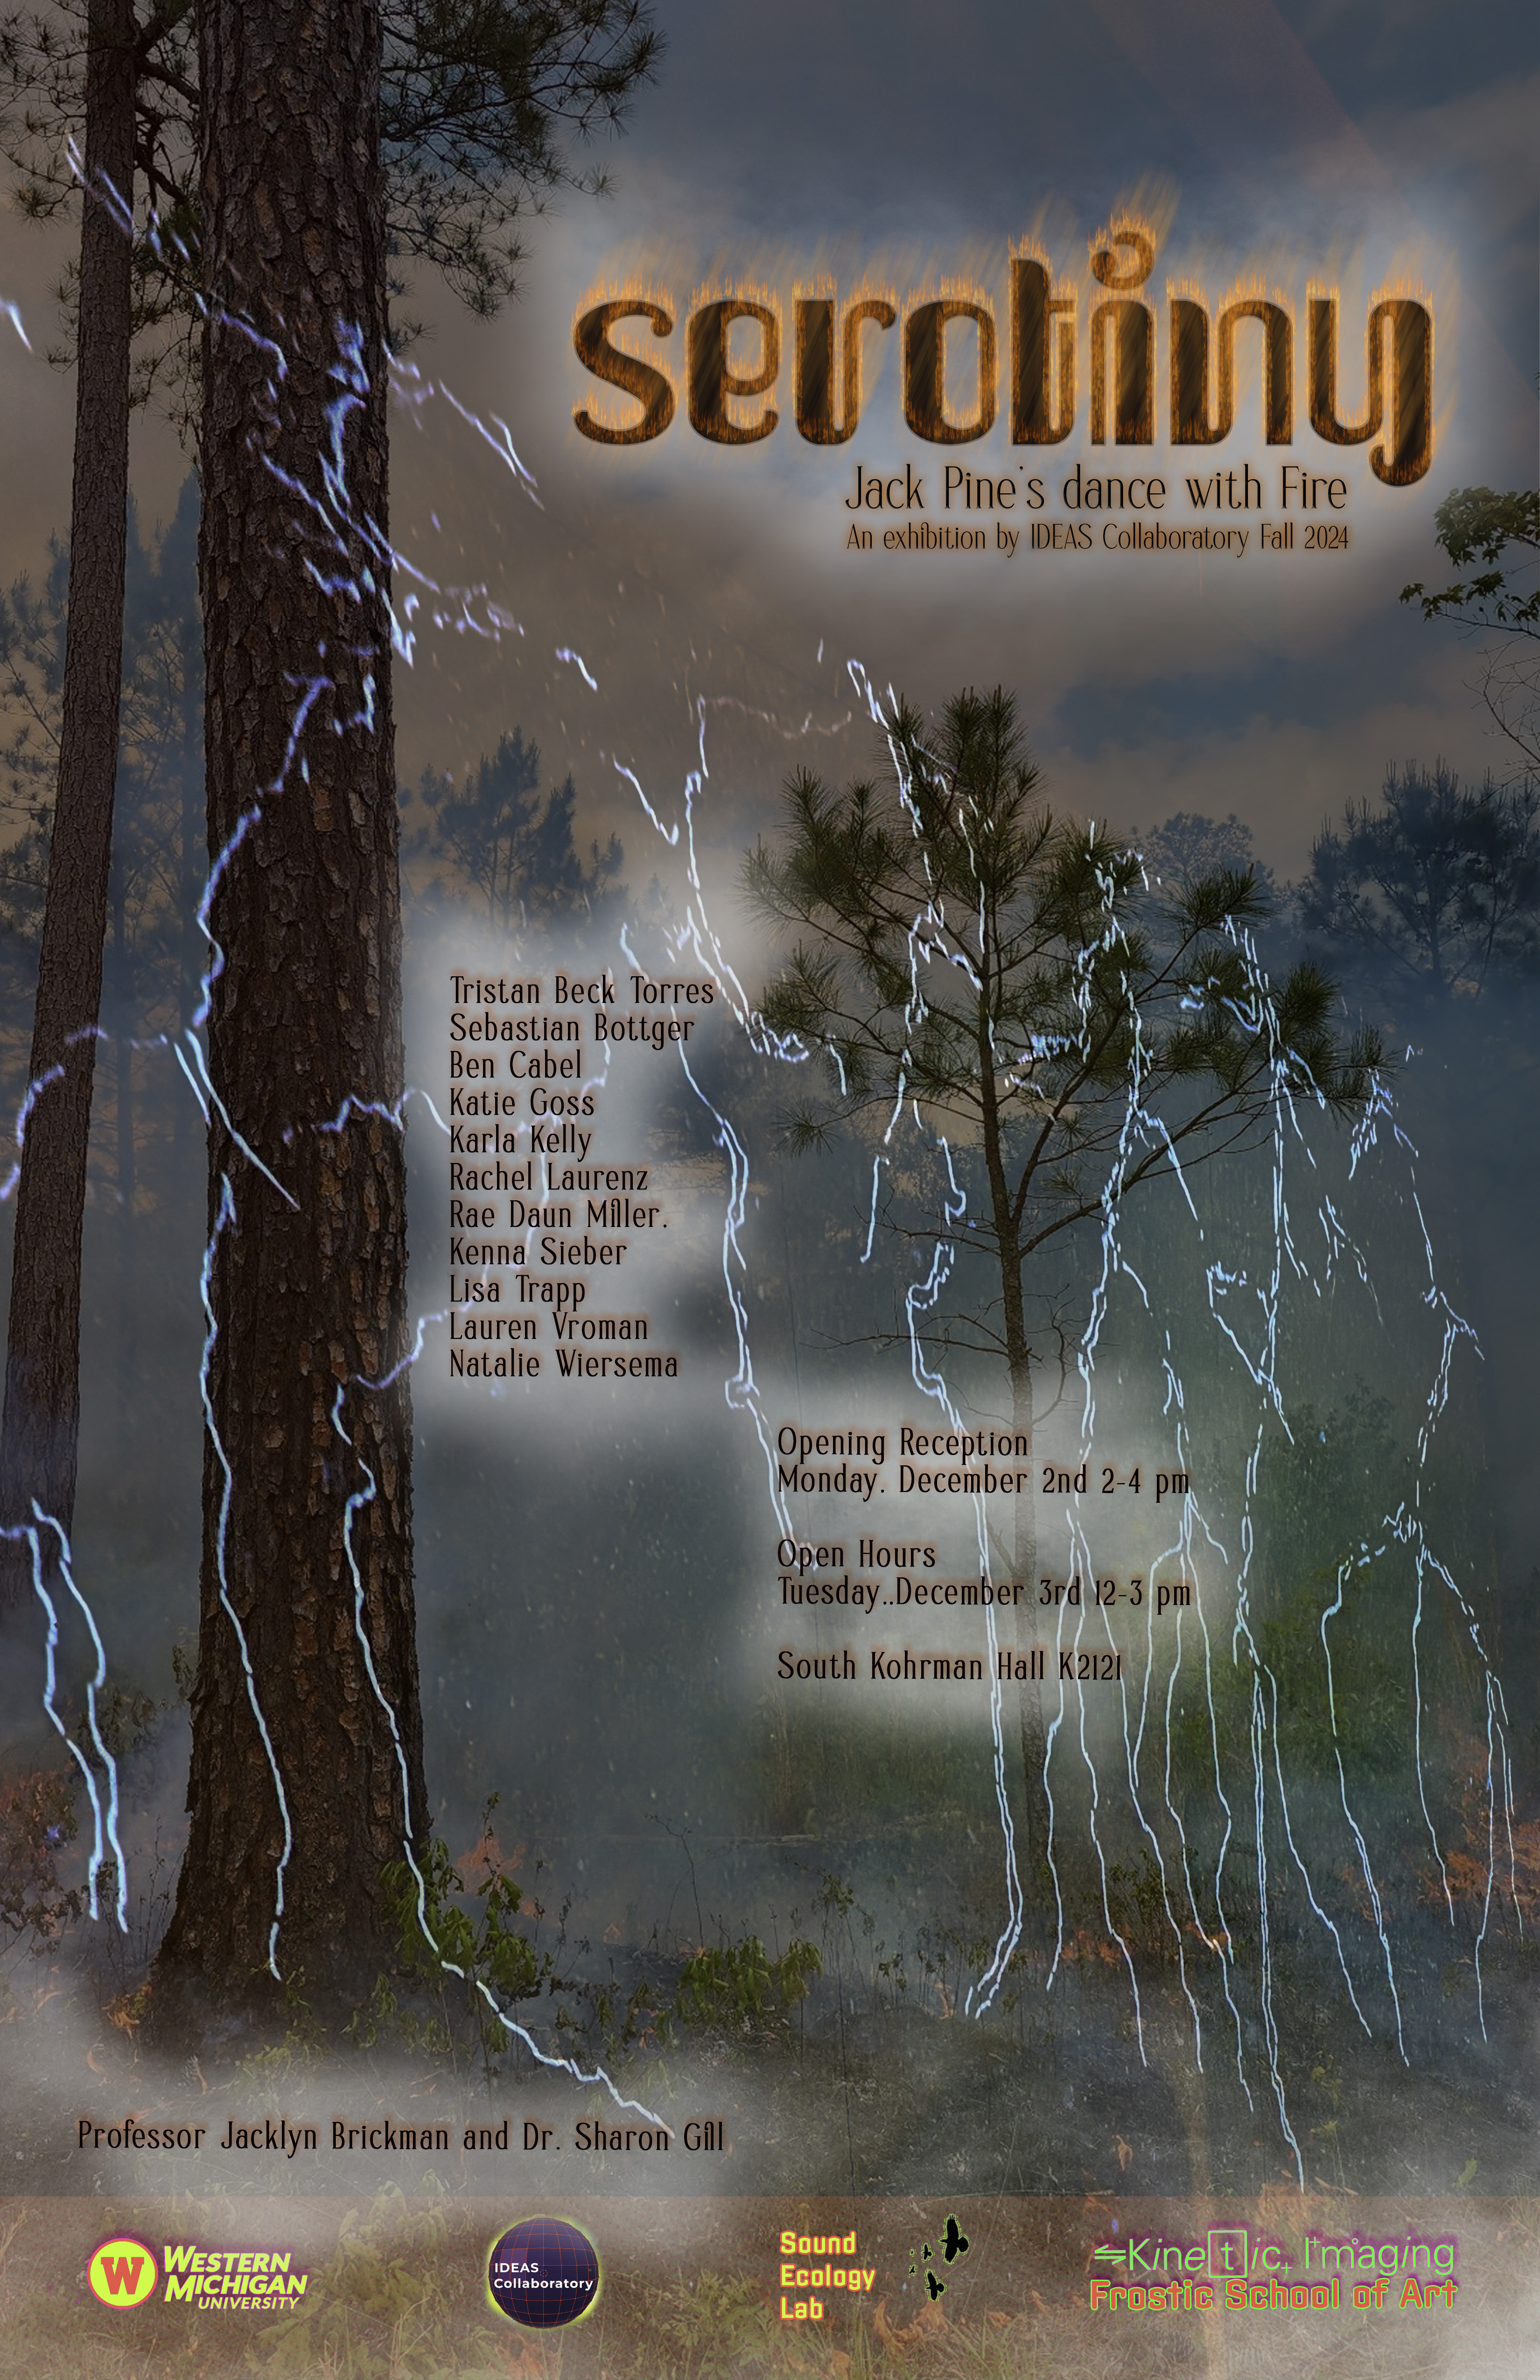 serotiny
Jack Pine's dance with Fire
An exhibition by IDEAS Collaboratory Fall 2024
Tristan Beck Torres
Sebastian Bottger
Ben Cabel
Katie Goss
Karla Kelly
Rachel Laurenz
Rae Daun Miller.
Kenna Sieber
Lisa Trapp
Lauren Vroman
Natalie Wiersema
Opening Reception
Monday. December 2nd 2-4 pm
Open Hours
Tuesday..December 3rd 12-3 pm
South Kohrman Hall K2121
Professor Jacklyn Brickman and Dr. Sharon Gill
W WESTERN
MICHIGAN
UNIVERSITY
IDEAS
Collaboratory
Sound
Ecology
Lab
⇋Kine[t]ic+ I+maging
Frostic School of Art